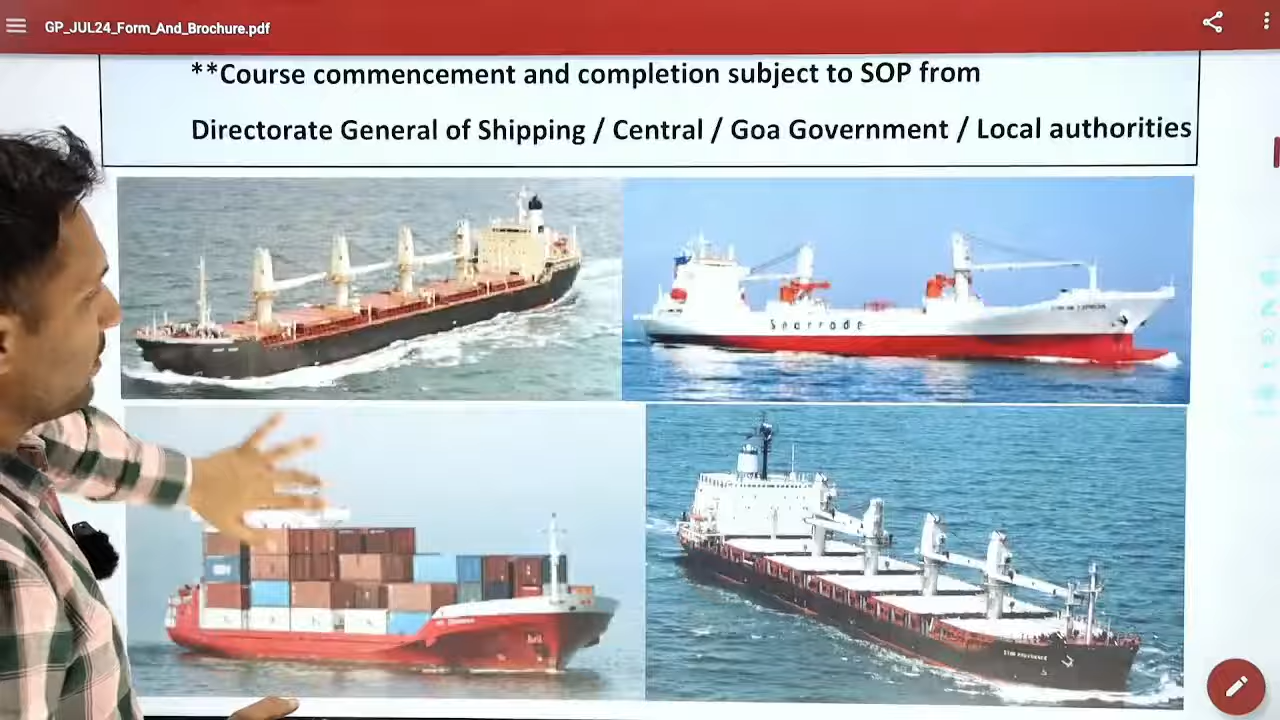 GP_JUL24_Form_And_Brochure.pdf
**Course commencement and completion subject to SOP from
Directorate General of Shipping / Central / Goa Government / Local authorities
Seatrade